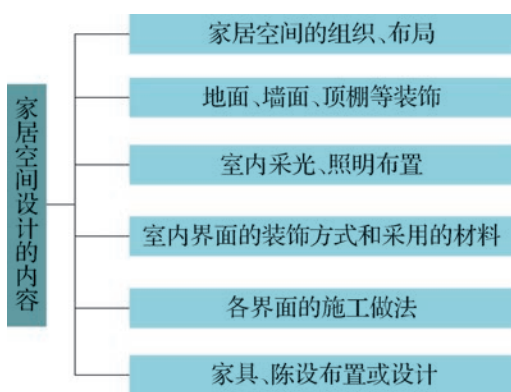 家居空间设计的内容
家居空间的组织、布局
地面、墙面、顶棚等装饰
室内采光、照明布置
室内界面的装饰方式和采用的材料
各界面的施工做法
家具、陈设布置或设计